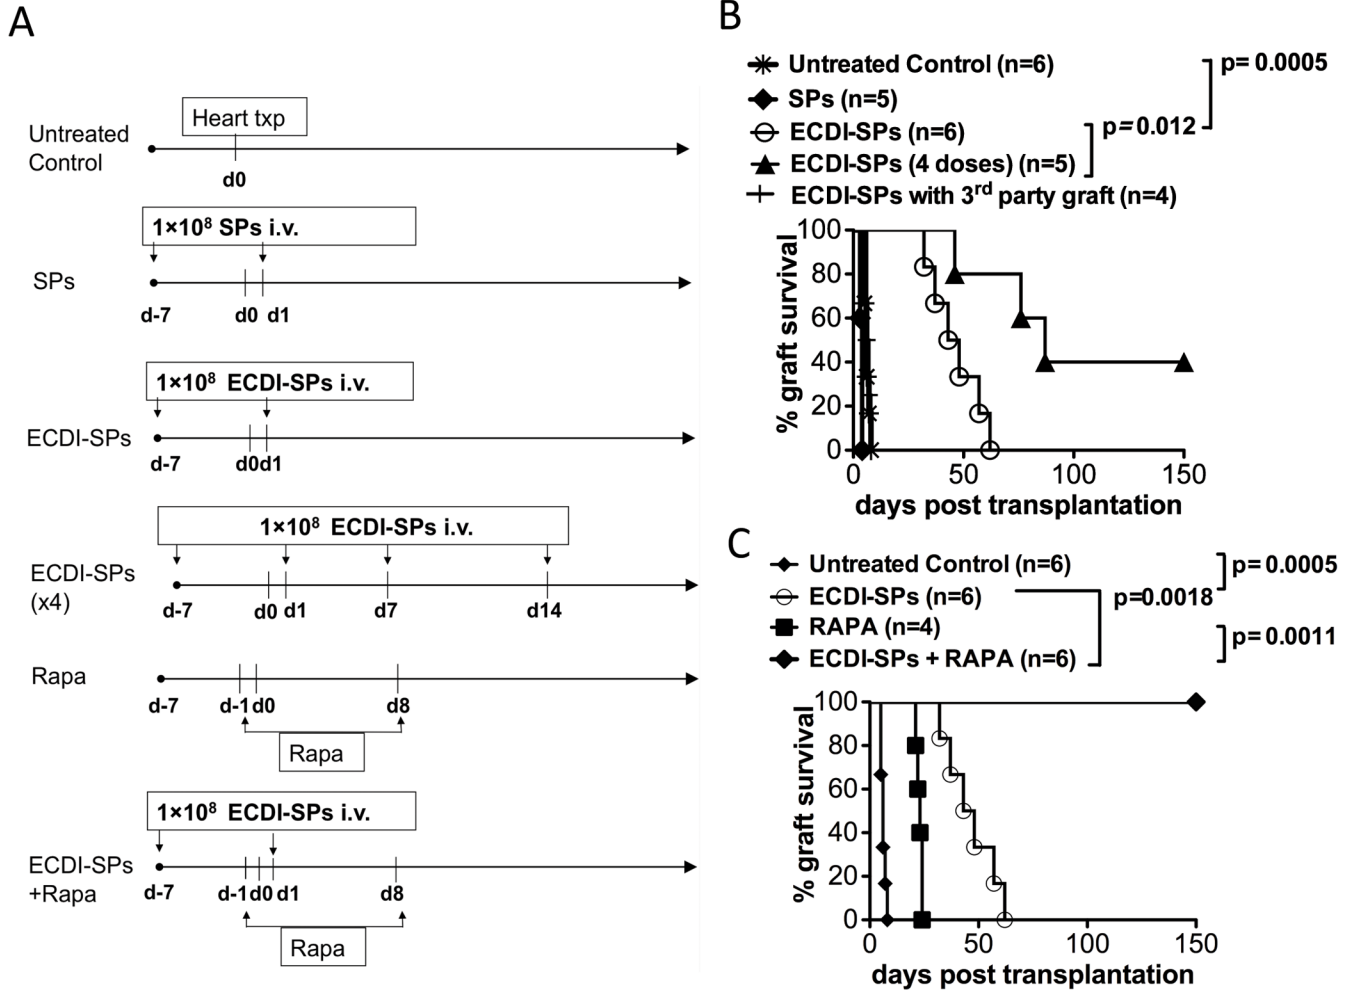 A
Heart txp
Untreated
Control
d0
1×10⁸ SPs i.v.
SPs
d-7 d0 d1
1×10⁸ ECDI-SPs i.v.
ECDI-SPs
d-7 d0d1
1×10⁸ ECDI-SPs i.v.
ECDI-SPs
(x4)
d-7 d0 d1 d7 d14
Rapa
d-7 d-1d0 d8
Rapa
1×10⁸ ECDI-SPs i.v.
ECDI-SPs
+Rapa
d-7 d-1d0 d1 d8
Rapa
B
Untreated Control (n=6)
SPs (n=5)
ECDI-SPs (n=6)
ECDI-SPs (4 doses) (n=5)
ECDI-SPs with 3rd party graft (n=4)
p= 0.0005
p=0.012
% graft survival
100
80
60
40
20
0
0 50 100 150
days post transplantation
C
Untreated Control (n=6)
ECDI-SPs (n=6)
RAPA (n=4)
ECDI-SPs + RAPA (n=6)
p= 0.0005
p=0.0018
p= 0.0011
% graft survival
100
80
60
40
20
0
0 50 100 150
days post transplantation